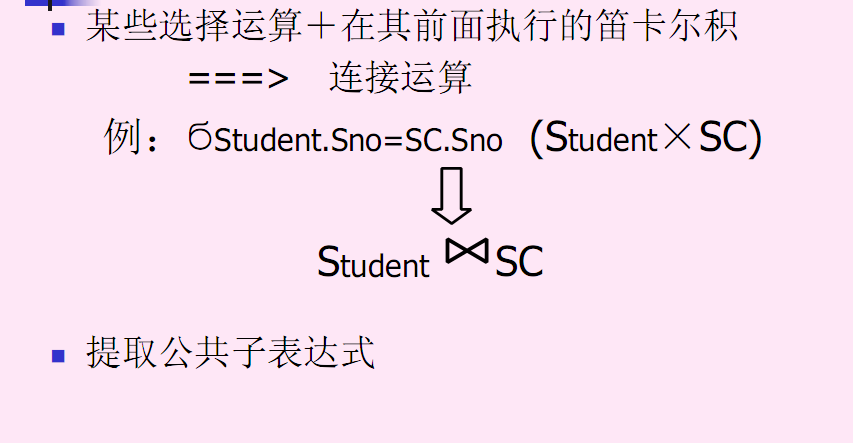 某些选择运算＋在其前面执行的笛卡尔积
===> 连接运算
例：бStudent.Sno=SC.Sno (Student×SC)
Student ⋈ SC
提取公共子表达式